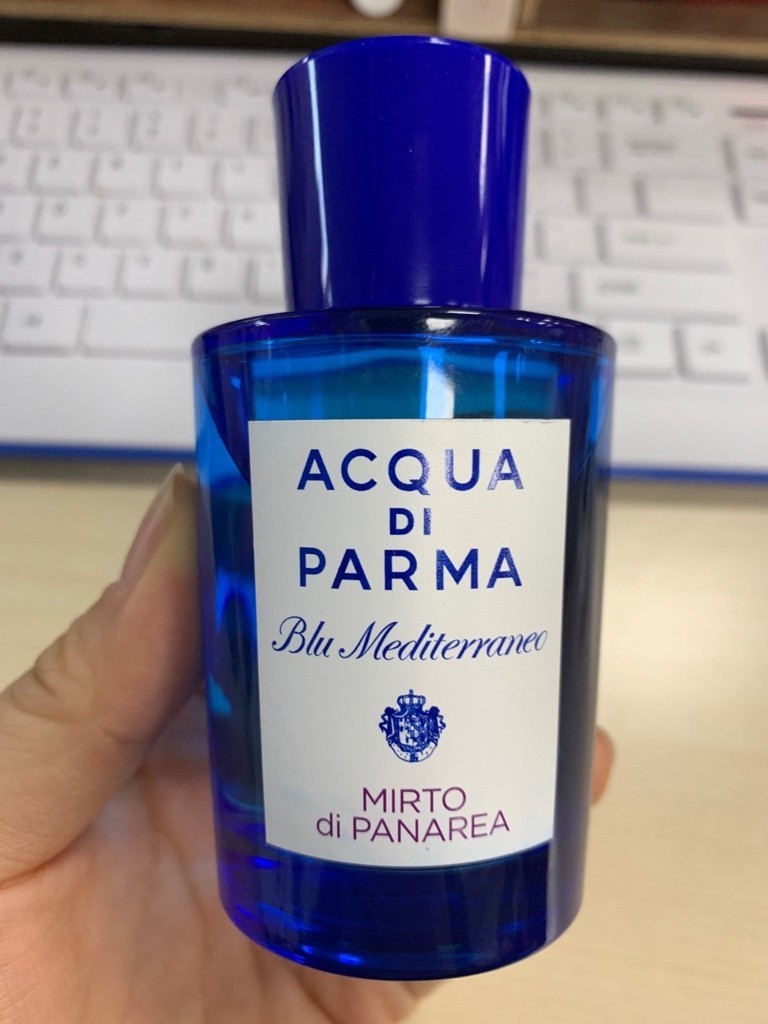 ACQUA
DI
PARMA
Blu Mediterraneo
MIRTO
di PANAREA